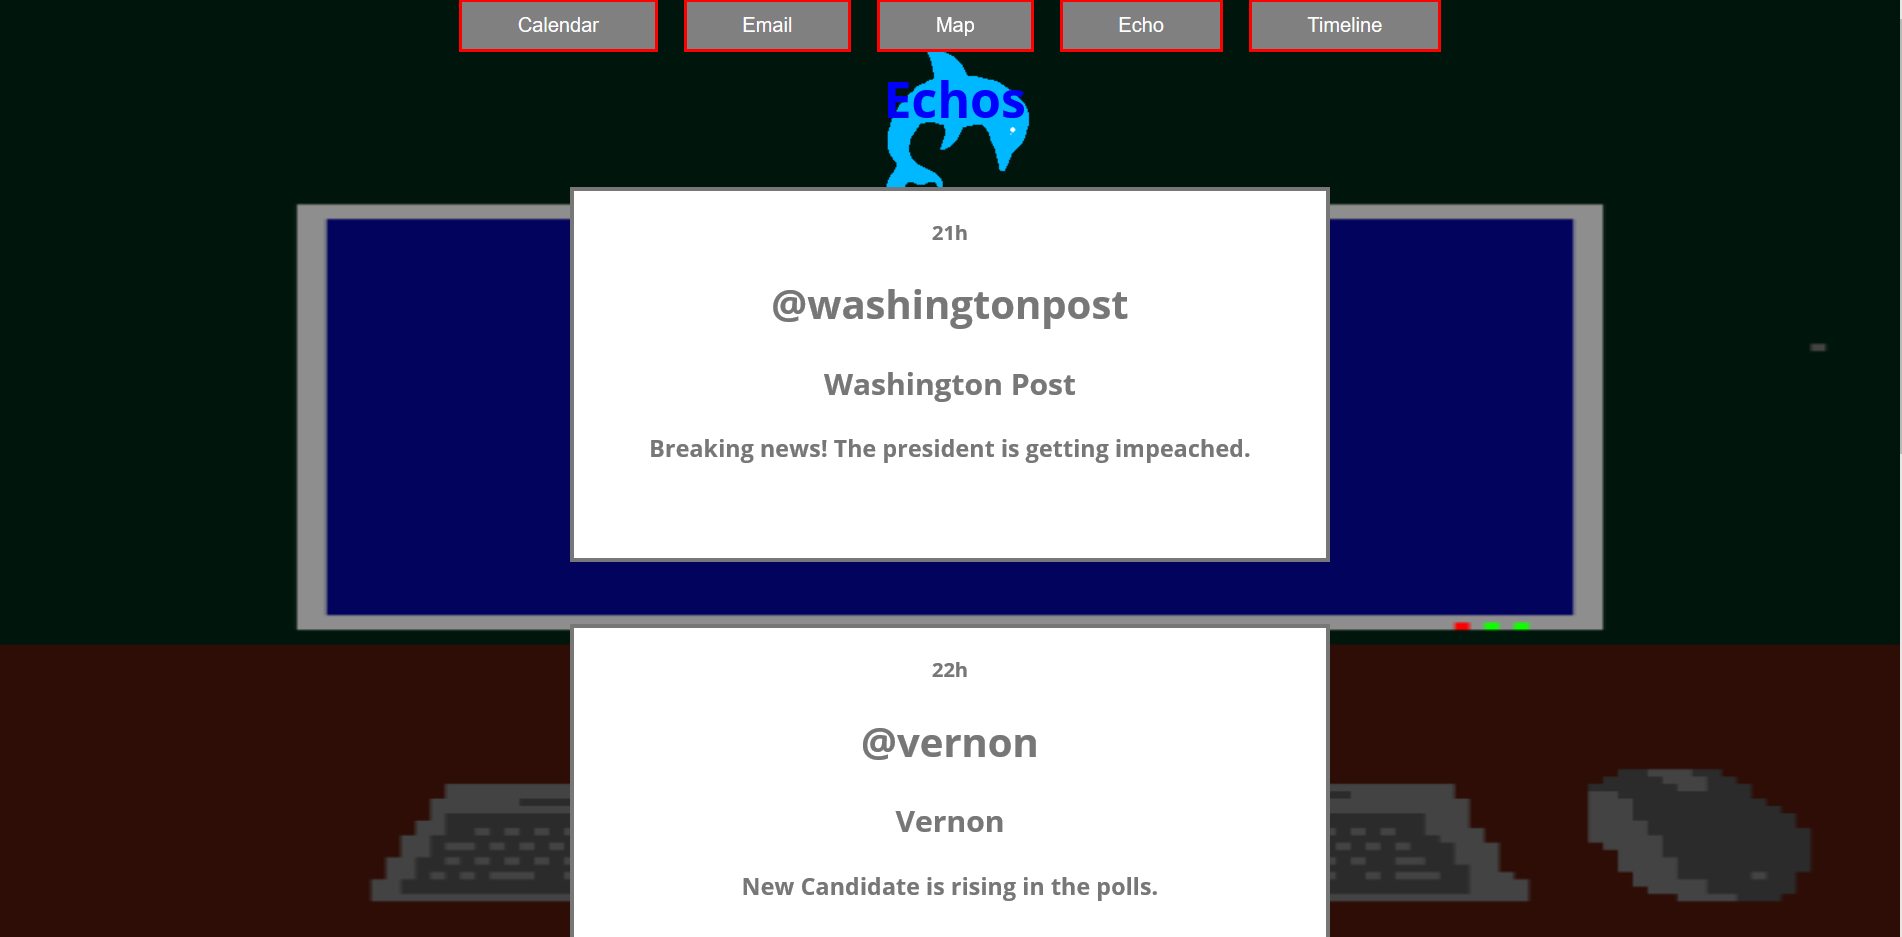 Calendar
Email
Map
Echo
Timeline
Echos
21h
@washingtonpost
Washington Post
Breaking news! The president is getting impeached.
22h
@vernon
Vernon
New Candidate is rising in the polls.